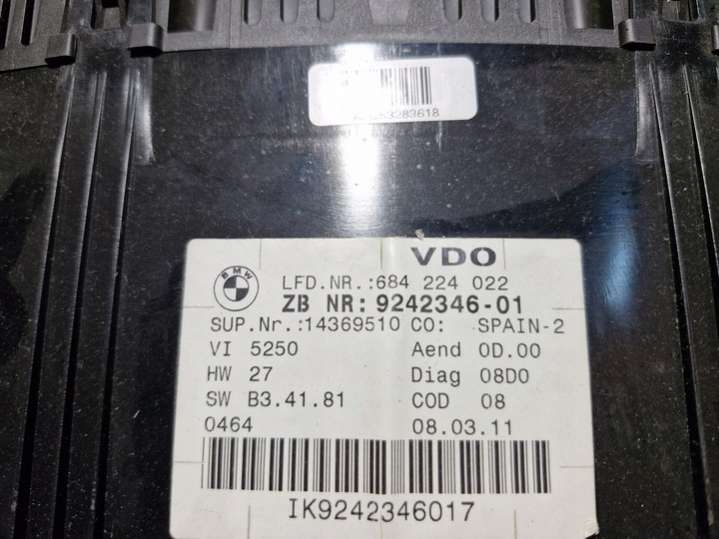 VDO
BMW
LFD.NR.:684 224 022
ZB NR: 9242346-01
SUP.Nr.:14369510 CO: SPAIN-2
VI 5250 Aend 0D.00
HW 27 Diag 08D0
SW B3.41.81 COD 08
0464 08.03.11
IK9242346017